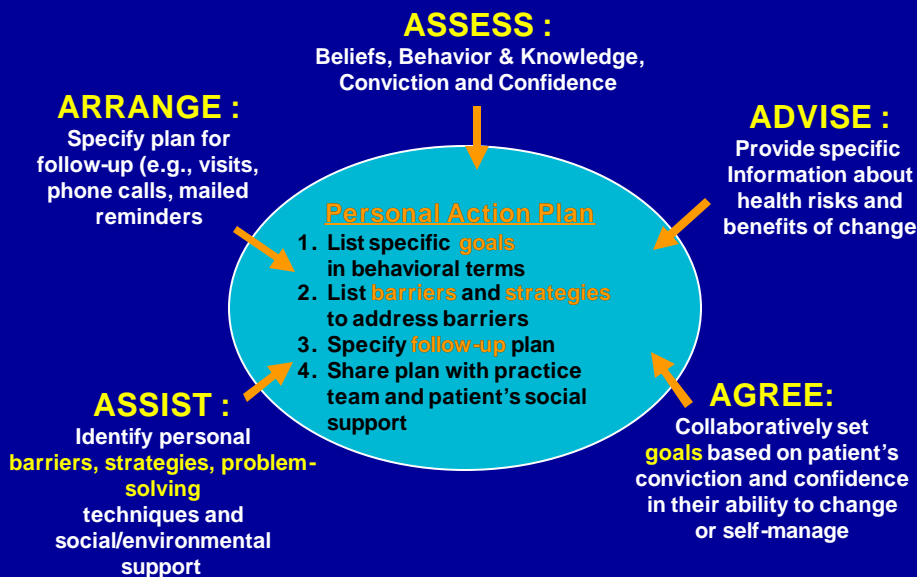 ASSESS :
Beliefs, Behavior & Knowledge,
Conviction and Confidence
ARRANGE :
Specify plan for
follow-up (e.g., visits,
phone calls, mailed
reminders
ADVISE :
Provide specific
Information about
health risks and
benefits of change
Personal Action Plan
1. List specific goals
in behavioral terms
2. List barriers and strategies
to address barriers
3. Specify follow-up plan
4. Share plan with practice
team and patient's social
support
ASSIST :
Identify personal
barriers, strategies, problem-
solving
techniques and
social/environmental
support
AGREE:
Collaboratively set
goals based on patient's
conviction and confidence
in their ability to change
or self-manage